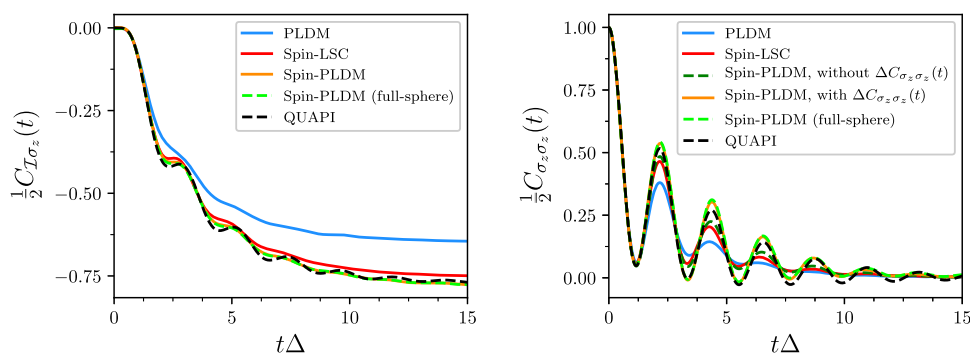 0.00
−0.25
−0.50
−0.75
½C_{𝓘σ_z}(t)
PLDM
Spin-LSC
Spin-PLDM
Spin-PLDM (full-sphere)
QUAPI
0
5
10
15
tΔ
1.00
0.75
0.50
0.25
0.00
½C_{σ_zσ_z}(t)
PLDM
Spin-LSC
Spin-PLDM, without ΔC_{σ_zσ_z}(t)
Spin-PLDM, with ΔC_{σ_zσ_z}(t)
Spin-PLDM (full-sphere)
QUAPI
0
5
10
15
tΔ